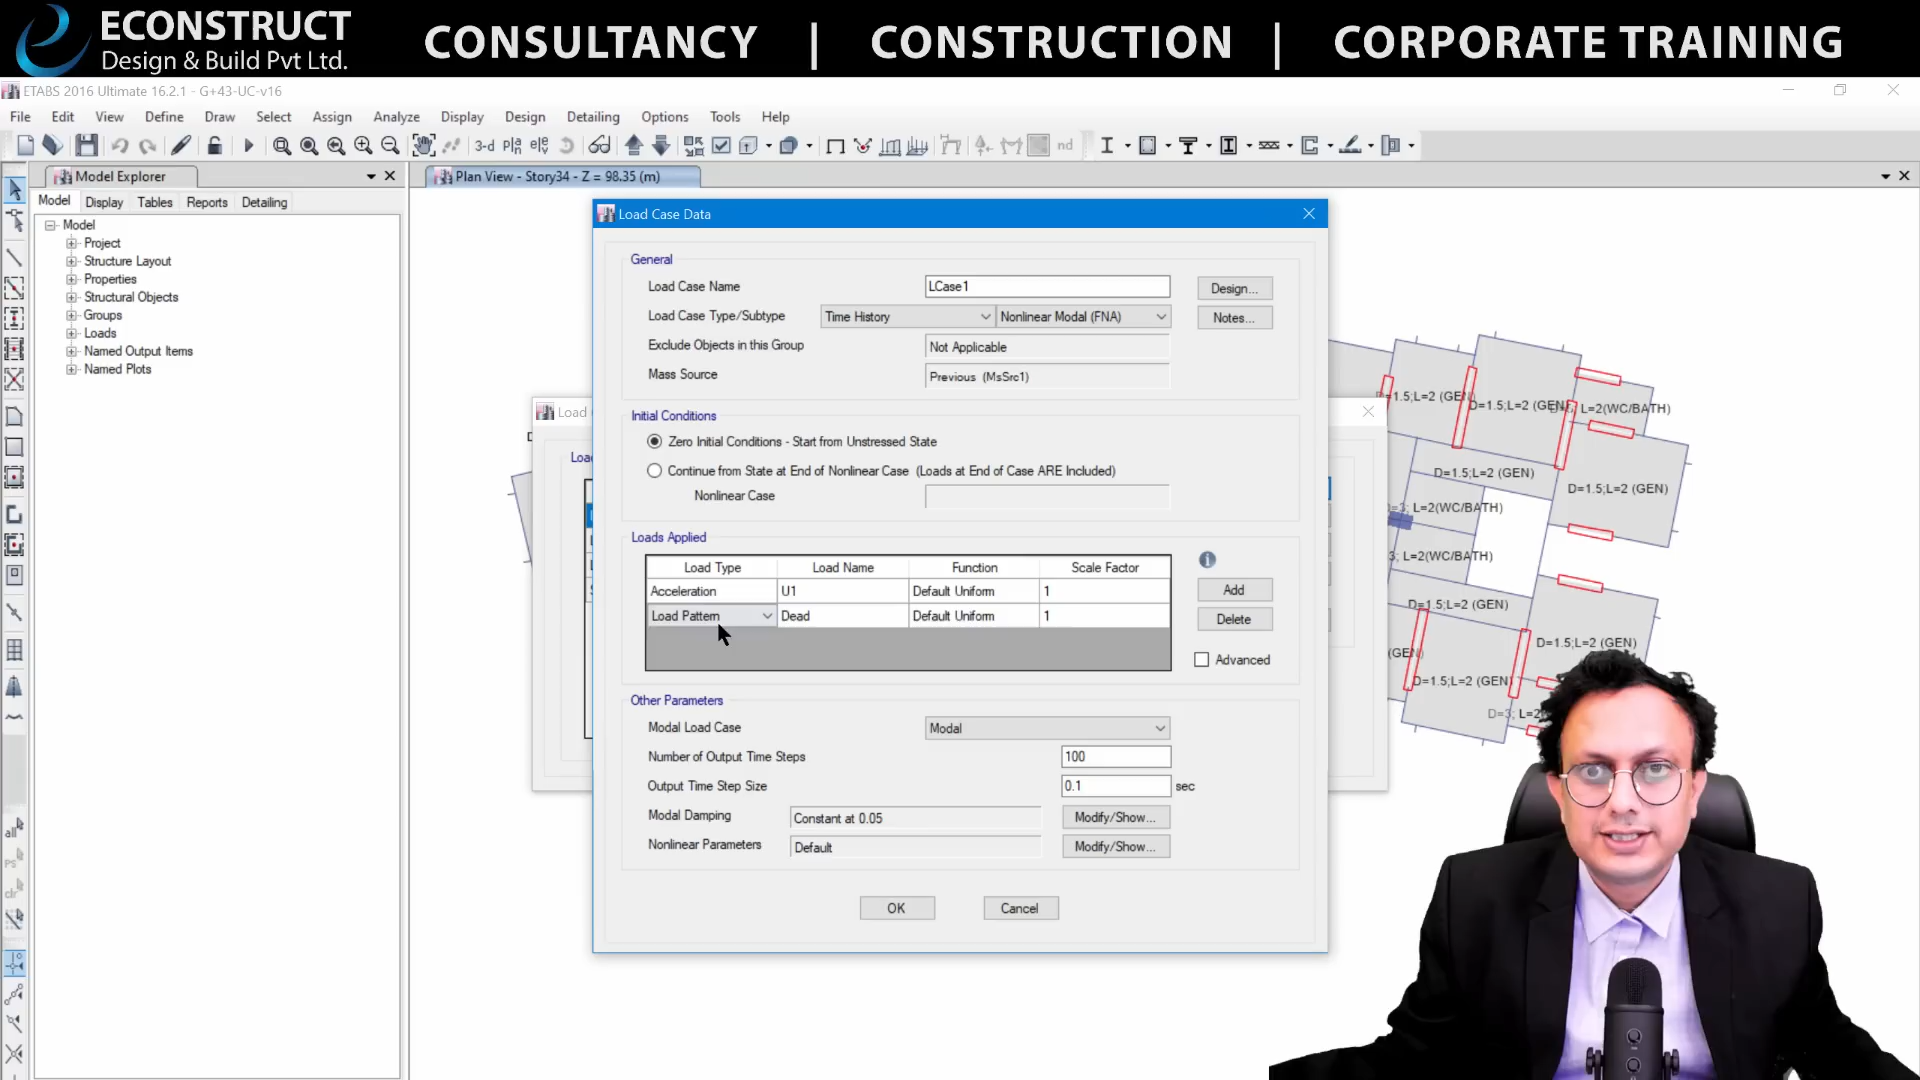 ECONSTRUCT
Design & Build Pvt Ltd.
CONSULTANCY | CONSTRUCTION | CORPORATE TRAINING
ETABS 2016 Ultimate 16.2.1 - G+43-UC-v16
File Edit View Define Draw Select Assign Analyze Display Design Detailing Options Tools Help
3-d nd
Model Explorer
Plan View - Story34 - Z = 98.35 (m)
Model Display Tables Reports Detailing
Model
Project
Structure Layout
Properties
Structural Objects
Groups
Loads
Named Output Items
Named Plots
Load
Load Case Data
General
Load Case Name LCase1 Design...
Load Case Type/Subtype Time History Nonlinear Modal (FNA) Notes...
Exclude Objects in this Group Not Applicable
Mass Source Previous (MsSrc1)
Initial Conditions
Zero Initial Conditions - Start from Unstressed State
Continue from State at End of Nonlinear Case (Loads at End of Case ARE Included)
Nonlinear Case
Loads Applied
Load Type Load Name Function Scale Factor
Acceleration U1 Default Uniform 1
Load Pattern Dead Default Uniform 1
Add
Delete
Advanced
Other Parameters
Modal Load Case Modal
Number of Output Time Steps 100
Output Time Step Size 0.1 sec
Modal Damping Constant at 0.05 Modify/Show...
Nonlinear Parameters Default Modify/Show...
OK Cancel
D=1.5;L=2 (GEN)
L=2(WC/BATH)
D=1.5;L=2 (GEN)
D=1.5;L=2 (GEN)
L=2(WC/BATH)
L=2(WC/BATH)
D=1.5;L=2 (GEN)
D=1.5;L=2 (GEN)
D=1.5;L=2 (GEN)